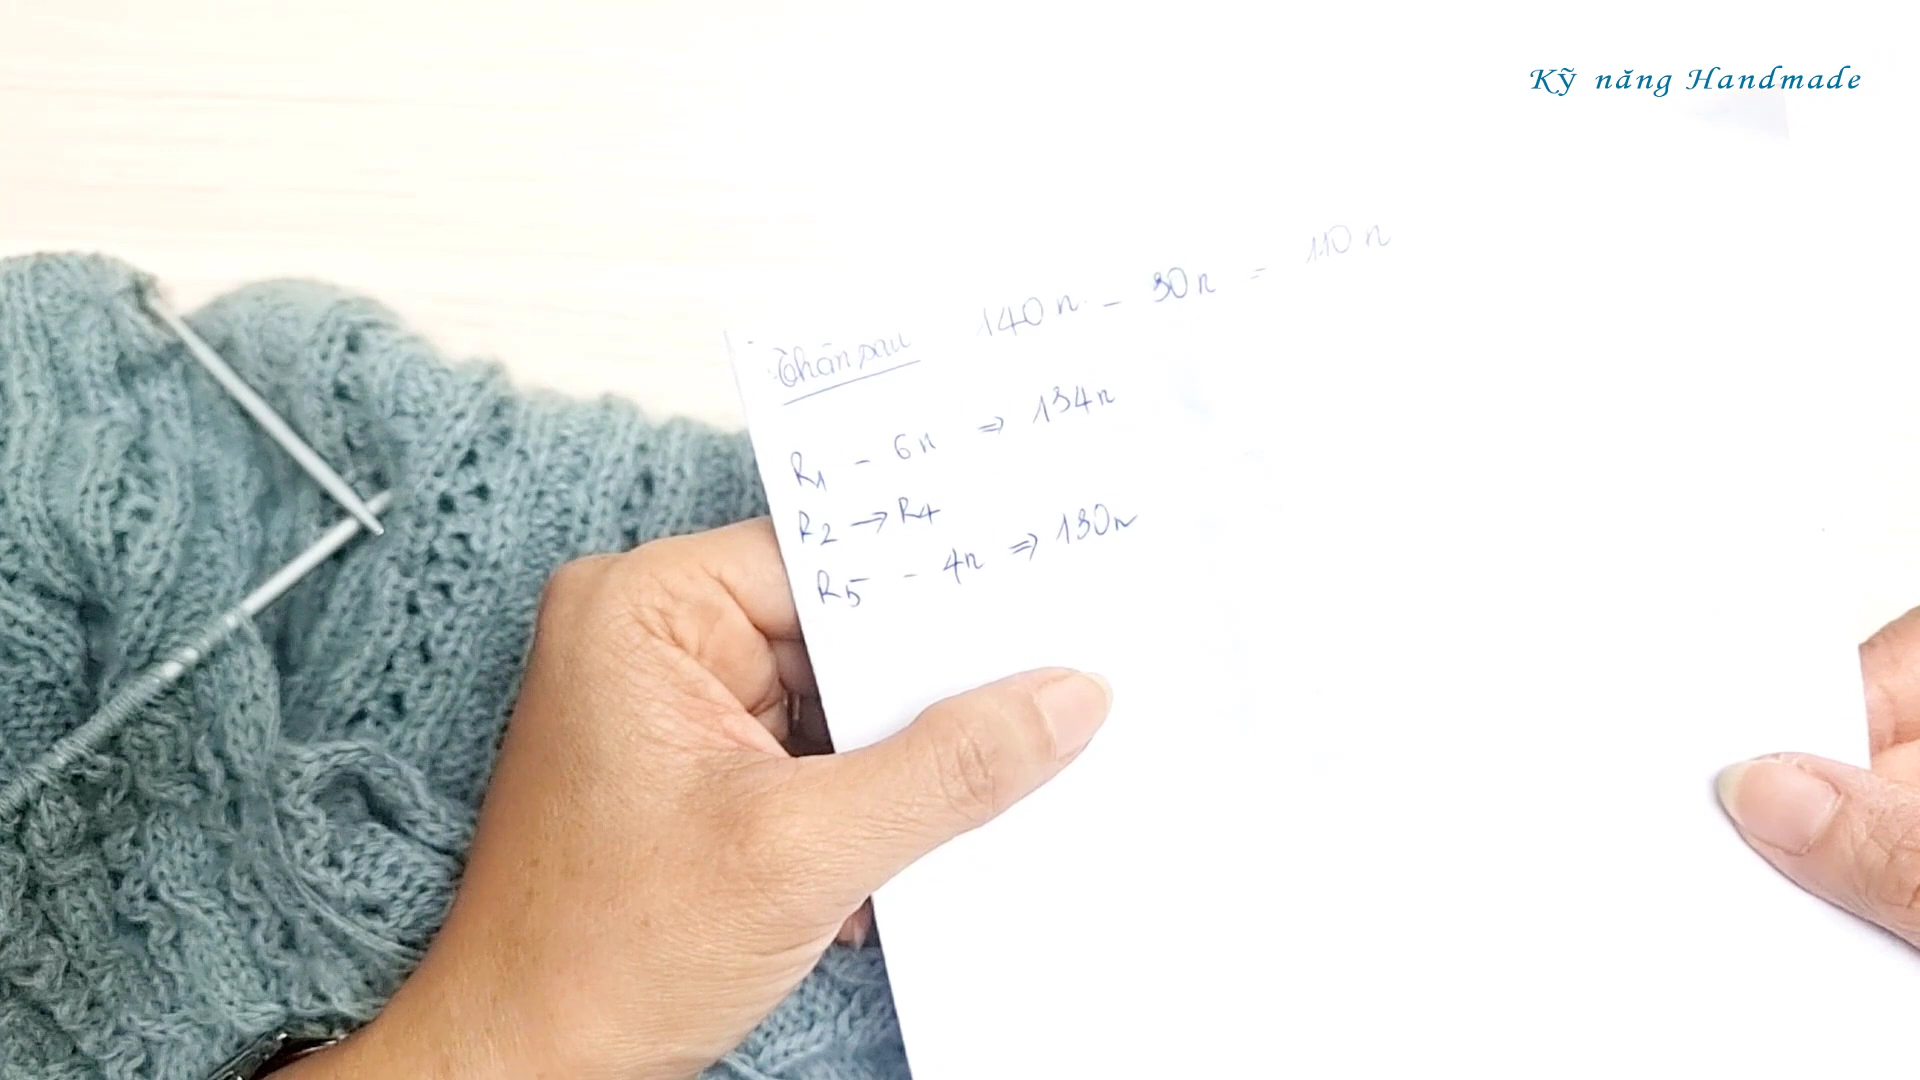 Kỹ năng Handmade
Thân sau 140n - 30n = 110n
R1 - 6n ⇒ 134n
R2 → R4
R5 - 4n ⇒ 130n